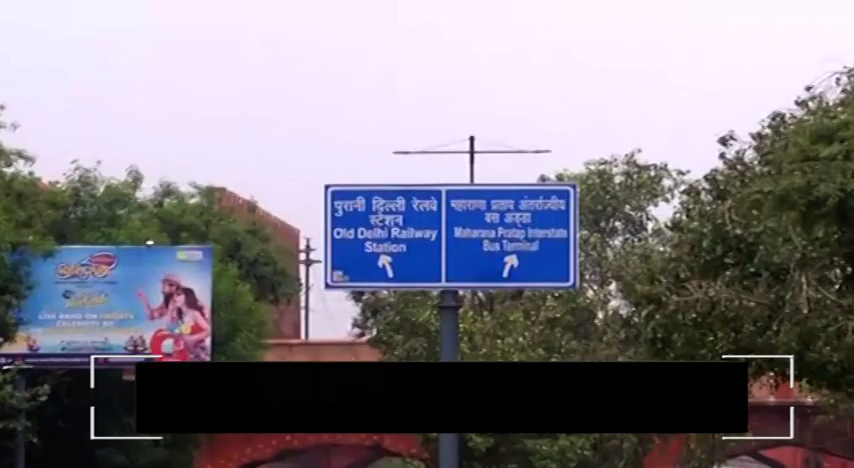 पुरानी दिल्ली रेलवे
स्टेशन
Old Delhi Railway
Station
महाराणा प्रताप अंतर्राज्यीय
बस अड्डा
Maharana Pratap Interstate
Bus Terminal